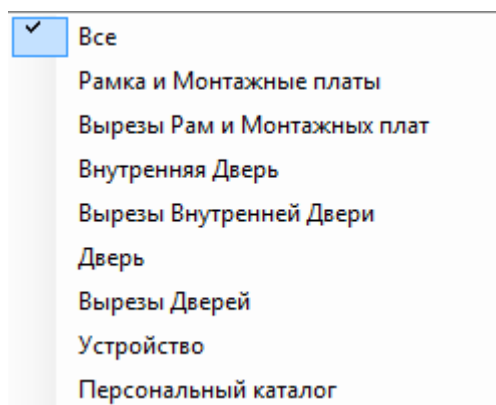 Все
Рамка и Монтажные платы
Вырезы Рам и Монтажных плат
Внутренняя Дверь
Вырезы Внутренней Двери
Дверь
Вырезы Дверей
Устройство
Персональный каталог